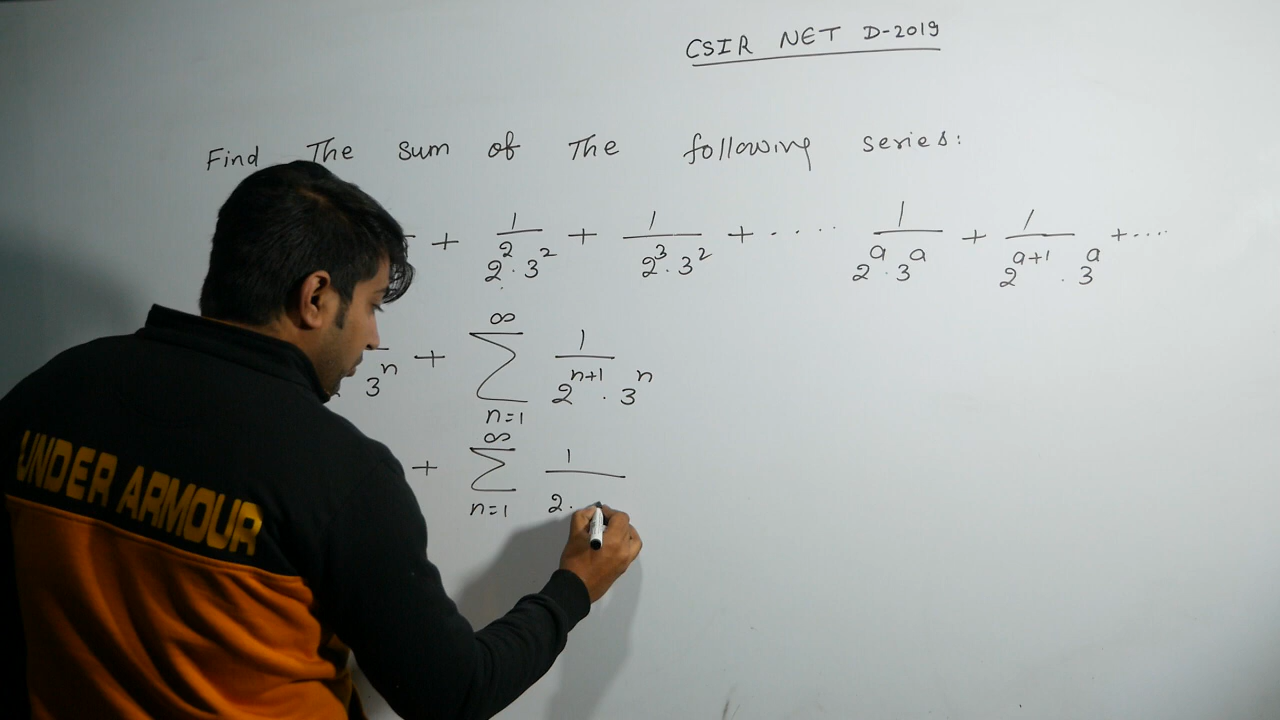 CSIR NET D-2019
Find The sum of The following series:
+ 1/(2^2 . 3^2) + 1/(2^3 . 3^2) + ..... 1/(2^a . 3^a) + 1/(2^(a+1) . 3^a) + ....
3^n + ∞ Σ n=1 1/(2^(n+1) . 3^n)
+ ∞ Σ n=1 1/(2 .
UNDER ARMOUR